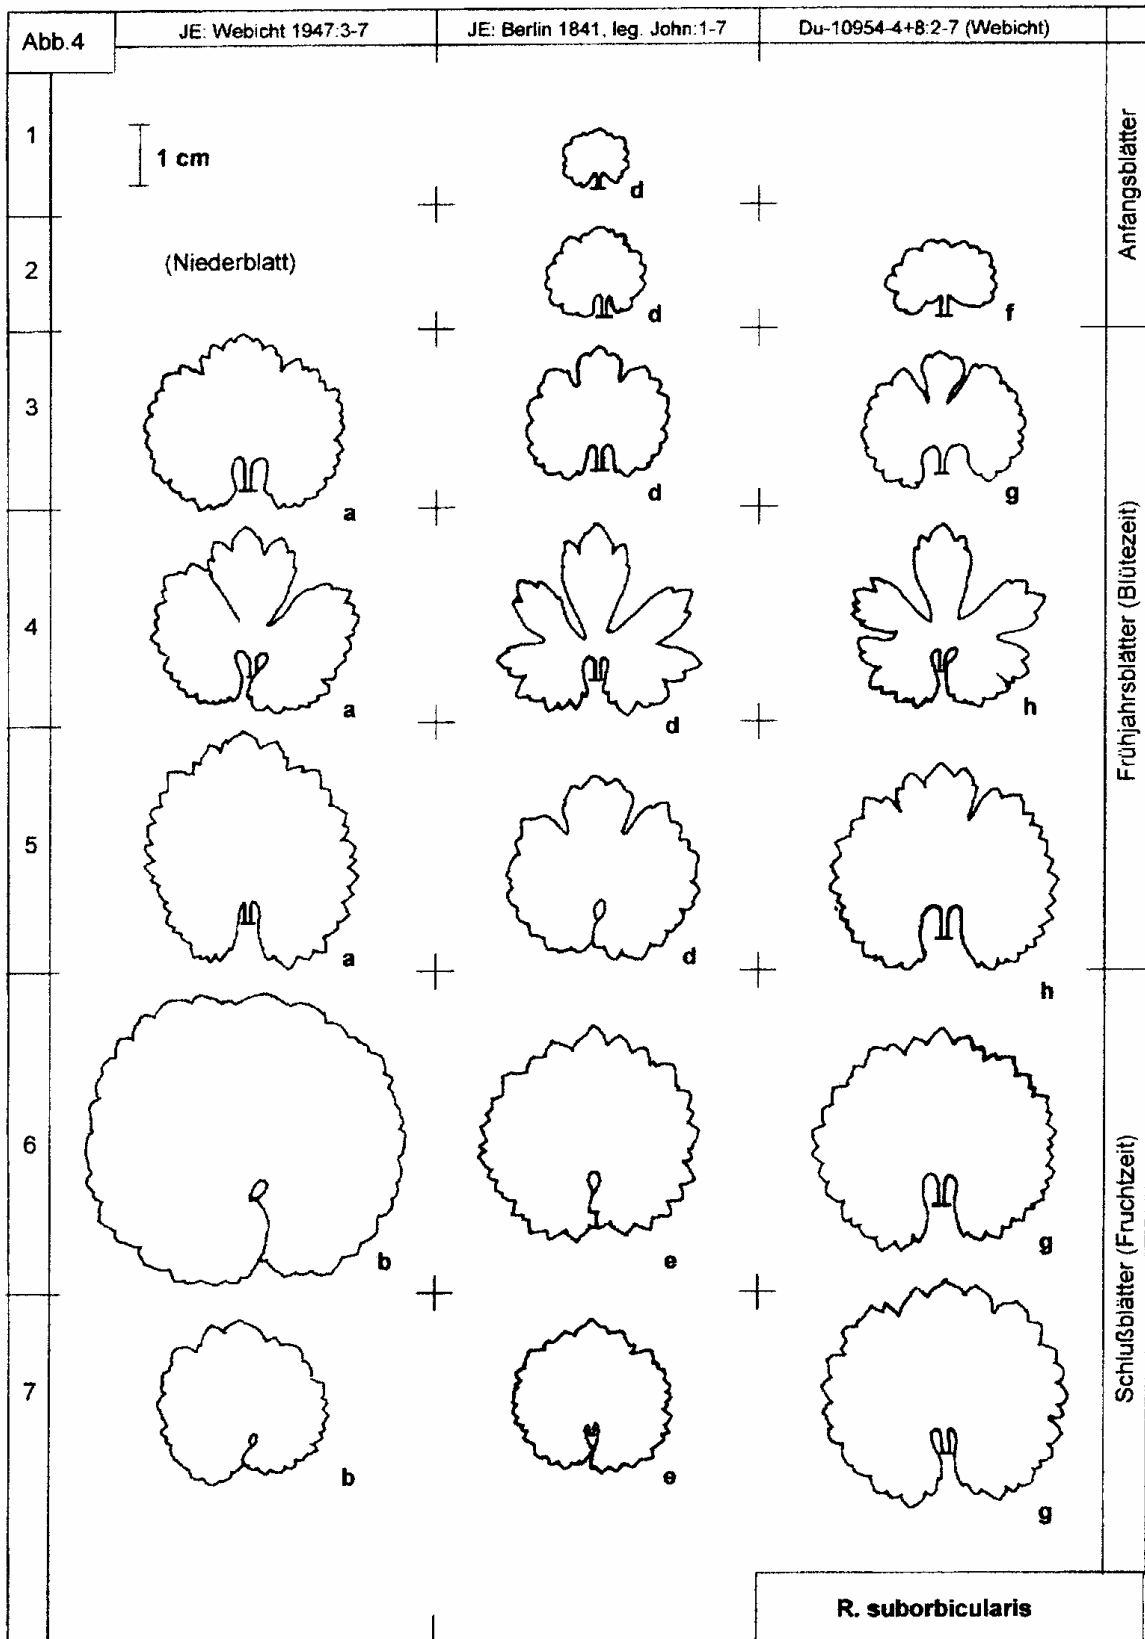 Abb.4
JE: Webicht 1947:3-7
JE: Berlin 1841, leg. John:1-7
Du-10954-4+8:2-7 (Webicht)
1
1 cm
d
Anfangsblätter
2
(Niederblatt)
d
f
3
a
d
g
Frühjahrsblätter (Blütezeit)
4
a
d
h
5
a
d
h
6
b
e
g
Schlußblätter (Fruchtzeit)
7
b
e
g
R. suborbicularis